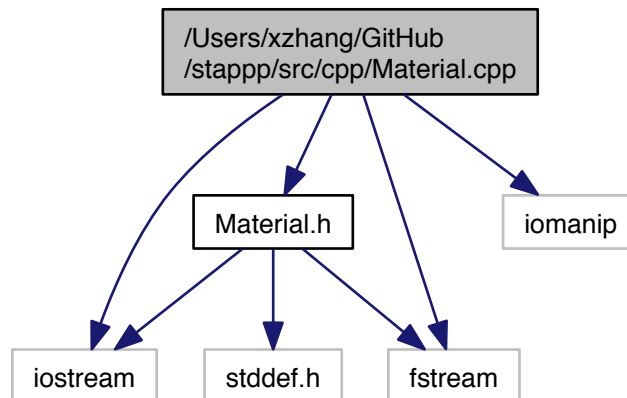 /Users/xzhang/GitHub
/stappp/src/cpp/Material.cpp
Material.h
iomanip
iostream
stddef.h
fstream